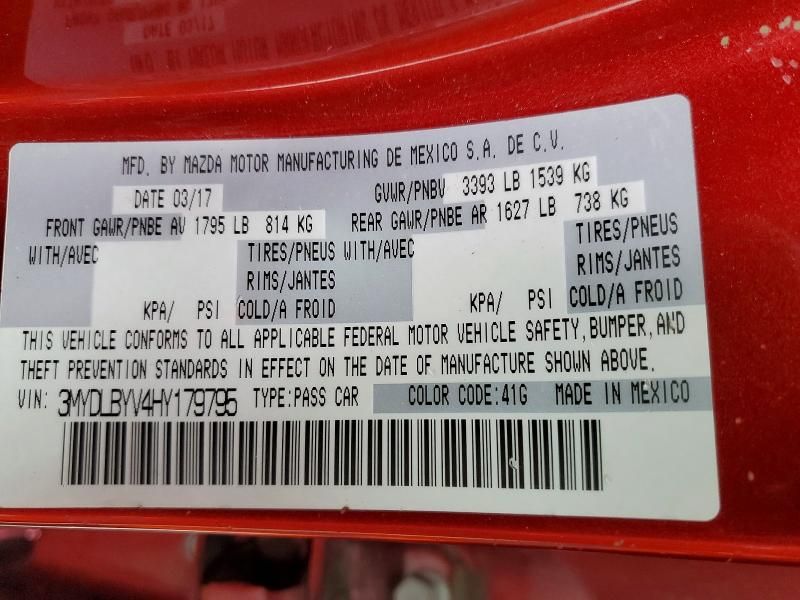 MFD. BY MAZDA MOTOR MANUFACTURING DE MEXICO S.A. DE C.V.
DATE 03/17 GVWR/PNBV 3393 LB 1539 KG
FRONT GAWR/PNBE AV 1795 LB 814 KG REAR GAWR/PNBE AR 1627 LB 738 KG
WITH/AVEC TIRES/PNEUS WITH/AVEC TIRES/PNEUS
RIMS/JANTES RIMS/JANTES
KPA/ PSI COLD/A FROID KPA/ PSI COLD/A FROID
THIS VEHICLE CONFORMS TO ALL APPLICABLE FEDERAL MOTOR VEHICLE SAFETY, BUMPER, AND
THEFT PREVENTION STANDARDS IN EFFECT ON THE DATE OF MANUFACTURE SHOWN ABOVE.
VIN: 3MYDLBYV4HY179795 TYPE:PASS CAR COLOR CODE:41G MADE IN MEXICO